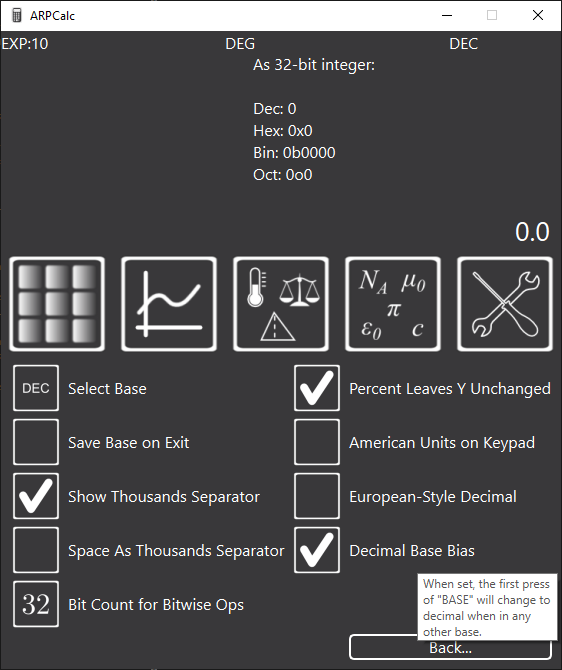 ARPCalc
EXP:10 DEG DEC
As 32-bit integer:
Dec: 0
Hex: 0x0
Bin: 0b0000
Oct: 0o0
0.0
N_A μ_0
π
ε_0 c
DEC Select Base
Percent Leaves Y Unchanged
Save Base on Exit
American Units on Keypad
Show Thousands Separator
European-Style Decimal
Space As Thousands Separator
Decimal Base Bias
32 Bit Count for Bitwise Ops
When set, the first press
of "BASE" will change to
decimal when in any
other base.
Back...